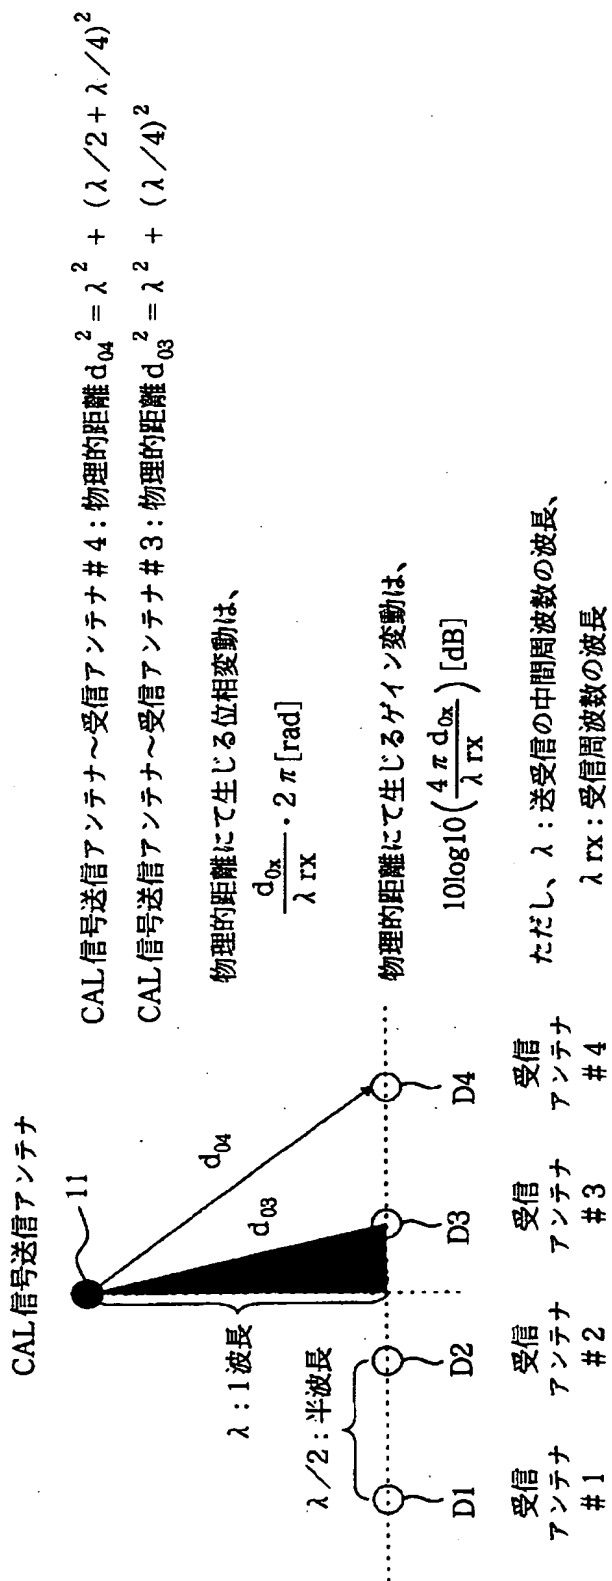 CAL信号送信アンテナ
11
CAL信号送信アンテナ～受信アンテナ#4:物理的距離d04^2=λ^2+(λ/2+λ/4)^2
CAL信号送信アンテナ～受信アンテナ#3:物理的距離d03^2=λ^2+(λ/4)^2
d04
d03
λ:1波長
λ/2:半波長
物理的距離にて生じる位相変動は、
d0x/λrx・2π[rad]
物理的距離にて生じるゲイン変動は、
10log10(4πd0x/λrx)[dB]
D1
D2
D3
D4
受信
アンテナ
#1
受信
アンテナ
#2
受信
アンテナ
#3
受信
アンテナ
#4
ただし、λ:送受信の中間周波数の波長、
λrx:受信周波数の波長